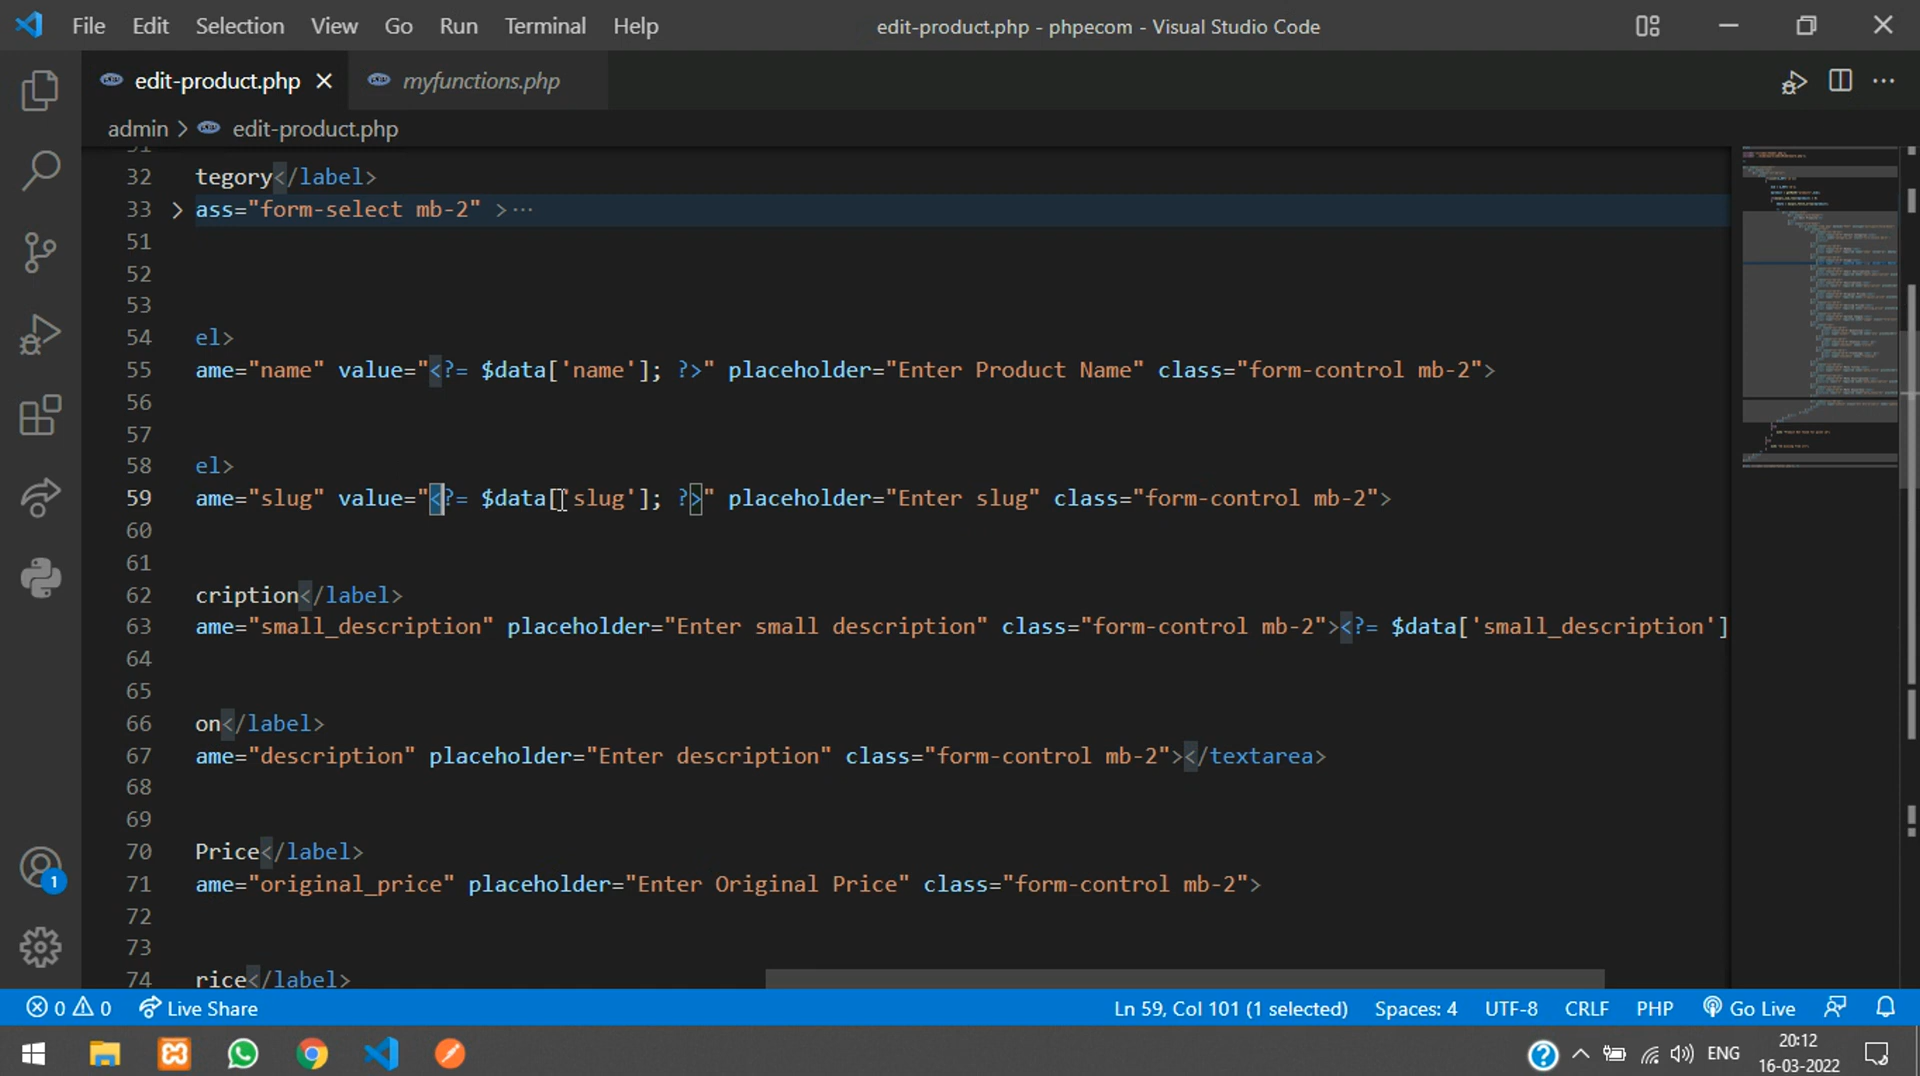 File Edit Selection View Go Run Terminal Help
edit-product.php - phpecom - Visual Studio Code
edit-product.php
myfunctions.php
admin > edit-product.php
32 tegory</label>
33 > ass="form-select mb-2" >···
51
52
53
54 el>
55 ame="name" value="<?= $data['name']; ?>" placeholder="Enter Product Name" class="form-control mb-2">
56
57
58 el>
59 ame="slug" value="<?= $data['slug']; ?>" placeholder="Enter slug" class="form-control mb-2">
60
61
62 cription</label>
63 ame="small_description" placeholder="Enter small description" class="form-control mb-2"><?= $data['small_description']
64
65
66 on</label>
67 ame="description" placeholder="Enter description" class="form-control mb-2"></textarea>
68
69
70 Price</label>
71 ame="original_price" placeholder="Enter Original Price" class="form-control mb-2">
72
73
74 rice</label>
1
0 0 Live Share
Ln 59, Col 101 (1 selected) Spaces: 4 UTF-8 CRLF PHP Go Live
ENG
20:12
16-03-2022